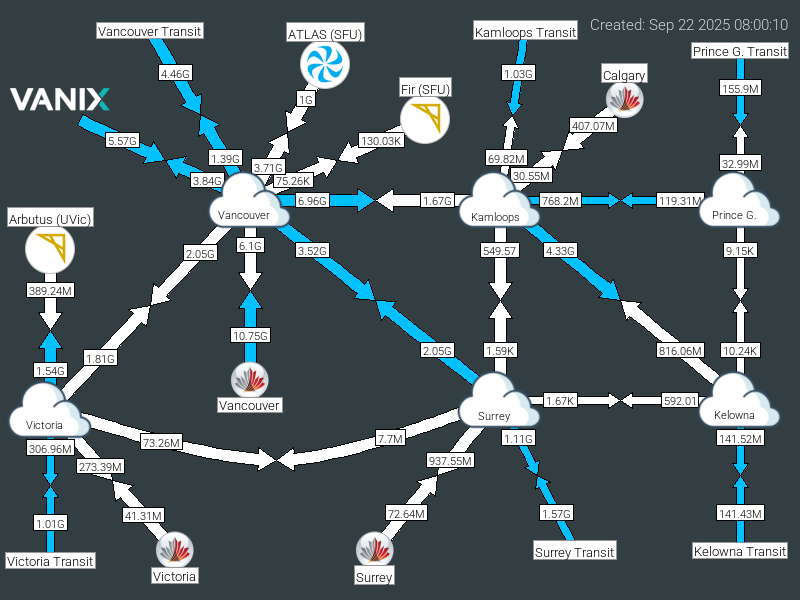 Created: Sep 22 2025 08:00:10
Vancouver Transit
ATLAS (SFU)
Kamloops Transit
Prince G. Transit
4.46G
1.03G
Calgary
155.9M
VANIX
1G
Fir (SFU)
407.07M
5.57G
130.03K
1.39G
3.71G
69.82M
32.99M
3.84G
75.26K
30.55M
Vancouver
6.96G
1.67G
Kamloops
768.2M
119.31M
Prince G.
Arbutus (UVic)
2.05G
6.1G
3.52G
549.57
4.33G
9.15K
389.24M
1.81G
10.75G
2.05G
1.59K
816.06M
10.24K
1.54G
Vancouver
Victoria
Surrey
1.67K
592.01
Kelowna
306.96M
73.26M
7.7M
1.11G
141.52M
273.39M
937.55M
1.01G
41.31M
72.64M
1.57G
141.43M
Victoria Transit
Victoria
Surrey
Surrey Transit
Kelowna Transit